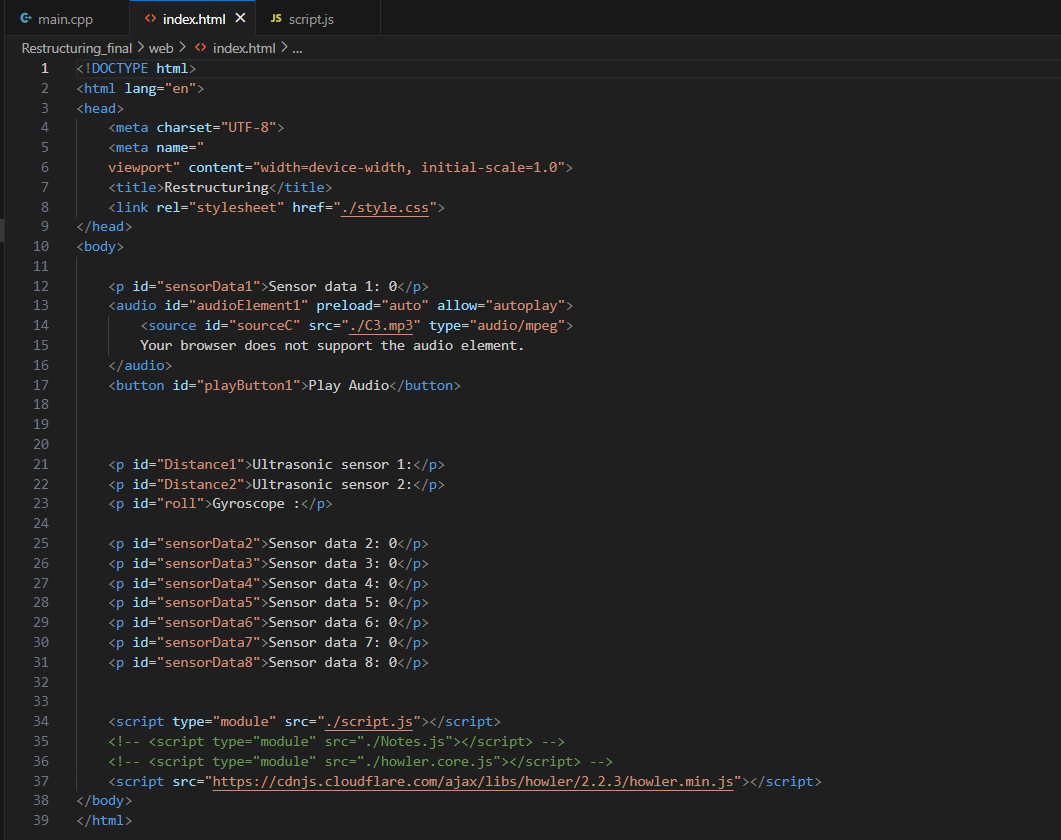 main.cpp index.html script.js
Restructuring_final > web > index.html > ...
1 <!DOCTYPE html>
2 <html lang="en">
3 <head>
4     <meta charset="UTF-8">
5     <meta name="
6     viewport" content="width=device-width, initial-scale=1.0">
7     <title>Restructuring</title>
8     <link rel="stylesheet" href="./style.css">
9 </head>
10 <body>
11
12     <p id="sensorData1">Sensor data 1: 0</p>
13     <audio id="audioElement1" preload="auto" allow="autoplay">
14         <source id="sourceC" src="./C3.mp3" type="audio/mpeg">
15         Your browser does not support the audio element.
16     </audio>
17     <button id="playButton1">Play Audio</button>
18
19
20
21     <p id="Distance1">Ultrasonic sensor 1:</p>
22     <p id="Distance2">Ultrasonic sensor 2:</p>
23     <p id="roll">Gyroscope :</p>
24
25     <p id="sensorData2">Sensor data 2: 0</p>
26     <p id="sensorData3">Sensor data 3: 0</p>
27     <p id="sensorData4">Sensor data 4: 0</p>
28     <p id="sensorData5">Sensor data 5: 0</p>
29     <p id="sensorData6">Sensor data 6: 0</p>
30     <p id="sensorData7">Sensor data 7: 0</p>
31     <p id="sensorData8">Sensor data 8: 0</p>
32
33
34     <script type="module" src="./script.js"></script>
35     <!-- <script type="module" src="./Notes.js"></script> -->
36     <!-- <script type="module" src="./howler.core.js"></script> -->
37     <script src="https://cdnjs.cloudflare.com/ajax/libs/howler/2.2.3/howler.min.js"></script>
38 </body>
39 </html>